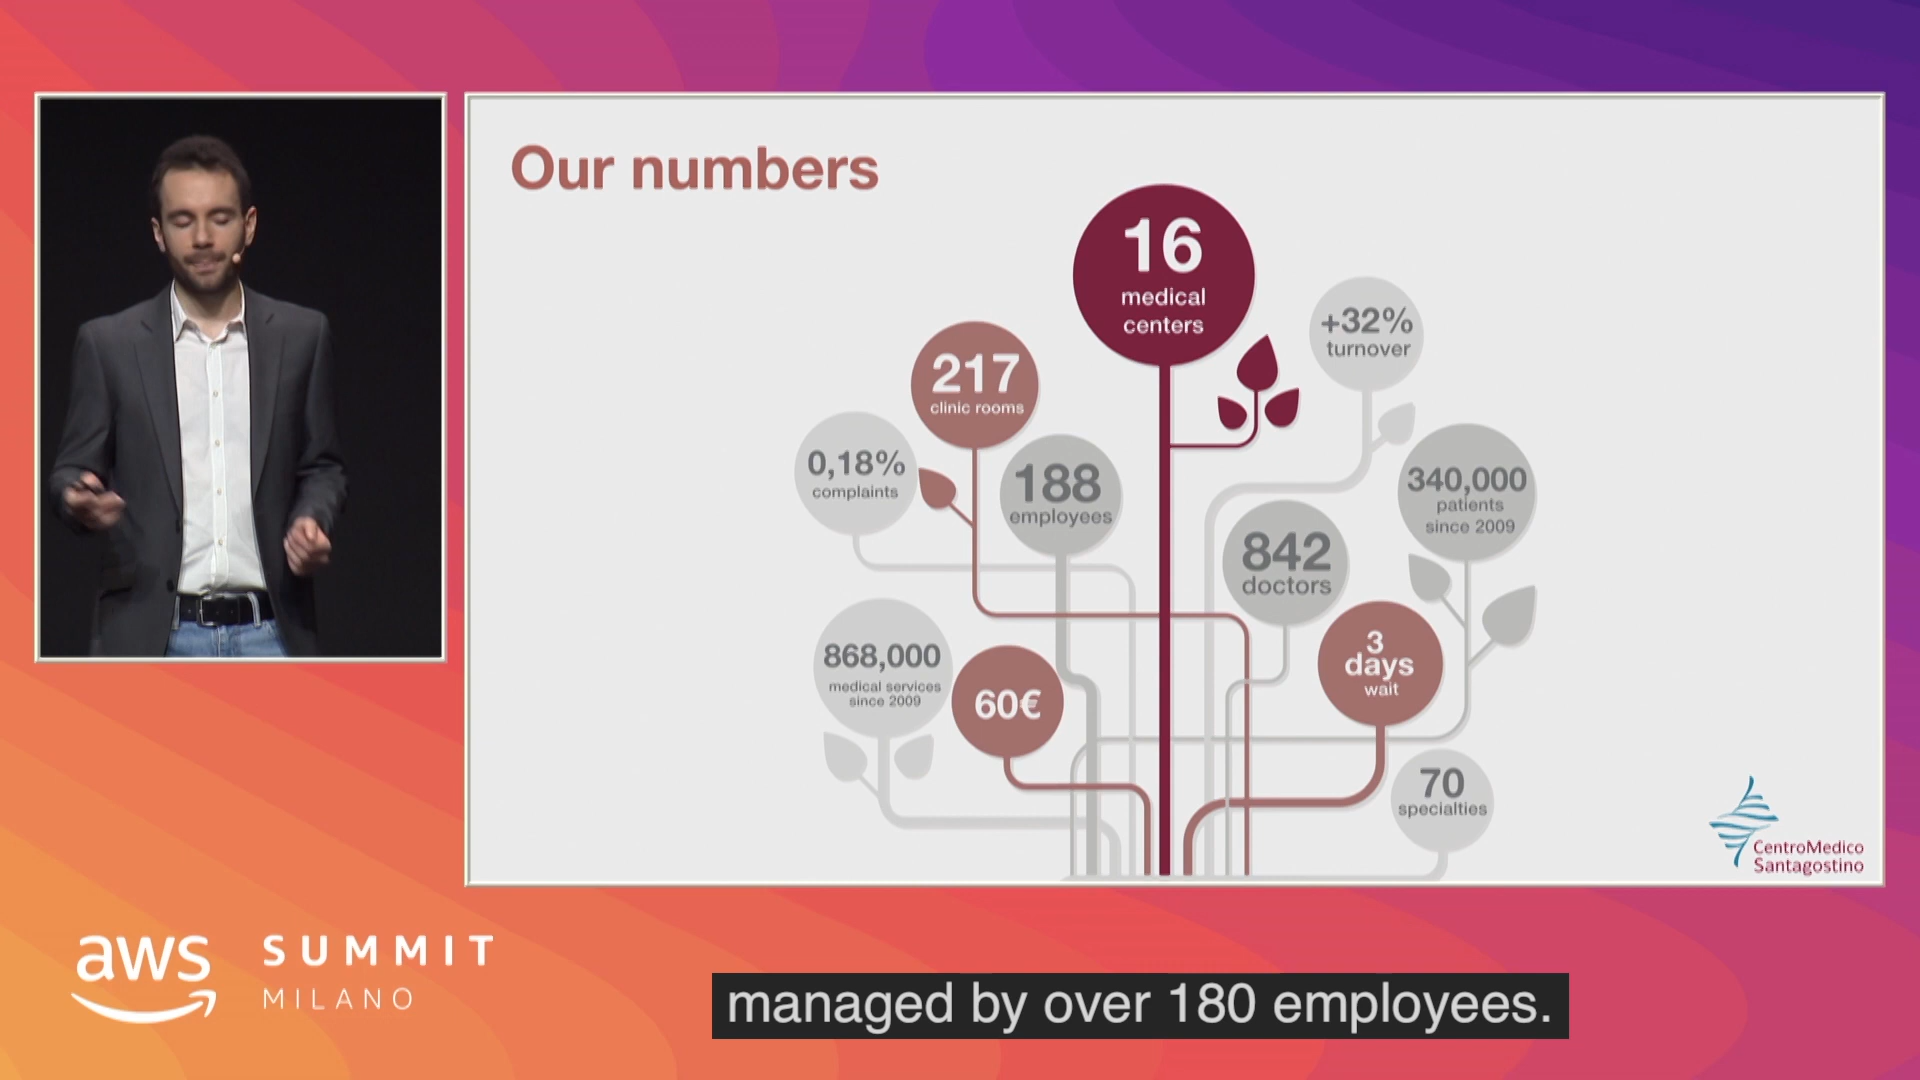 Our numbers
16
medical
centers
+32%
turnover
217
clinic rooms
0,18%
complaints
188
employees
340,000
patients
since 2009
842
doctors
868,000
medical services
since 2009
60€
3
days
wait
70
specialties
CentroMedico
Santagostino
aws SUMMIT
MILANO
managed by over 180 employees.